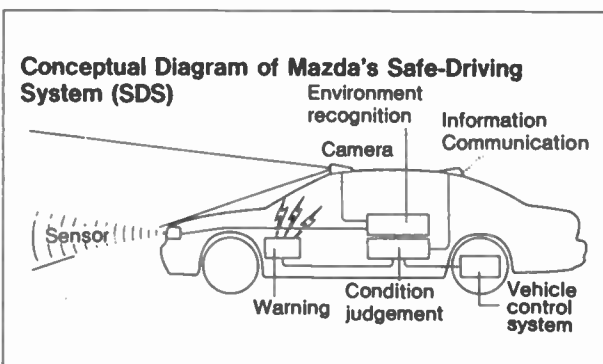 Conceptual Diagram of Mazda's Safe-Driving
System (SDS)
Environment
recognition
Information
Communication
Camera
Sensor
Warning
Condition
judgement
Vehicle
control
system